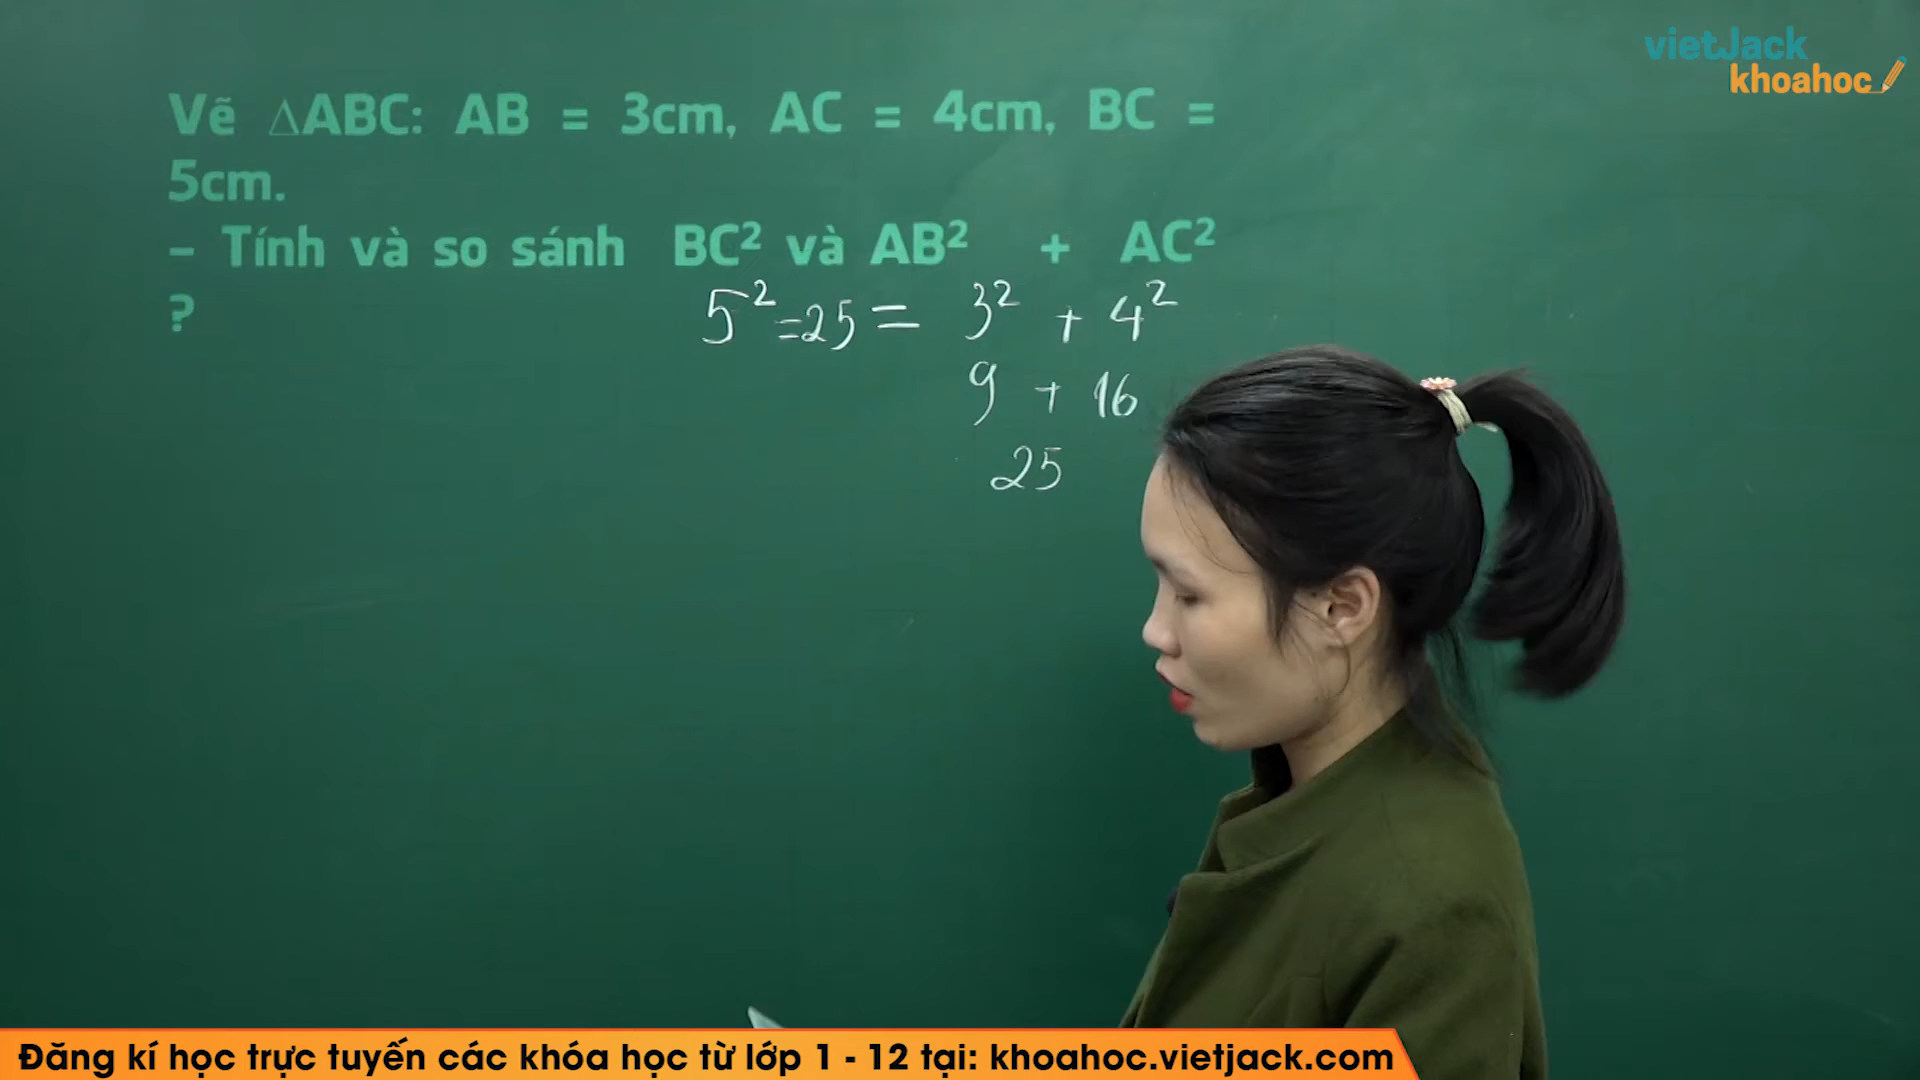 vietJack
khoahoc
Vẽ ∆ABC: AB = 3cm, AC = 4cm, BC =
5cm.
– Tính và so sánh BC² và AB² + AC²
?
5² = 25 = 3² + 4²
9 + 16
25
Đăng kí học trực tuyến các khóa học từ lớp 1 - 12 tại: khoahoc.vietjack.com